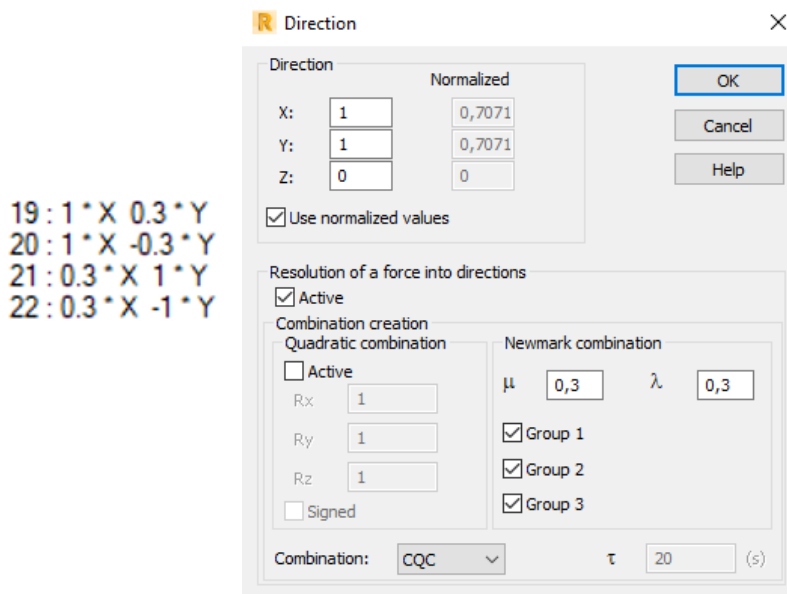 19 : 1 * X 0.3 * Y
20 : 1 * X -0.3 * Y
21 : 0.3 * X 1 * Y
22 : 0.3 * X -1 * Y
R Direction
Direction
Normalized
X: 1 0,7071
Y: 1 0,7071
Z: 0 0
Use normalized values
OK
Cancel
Help
Resolution of a force into directions
Active
Combination creation
Quadratic combination
Active
Rx 1
Ry 1
Rz 1
Signed
Newmark combination
μ 0,3 λ 0,3
Group 1
Group 2
Group 3
Combination: CQC τ 20 (s)